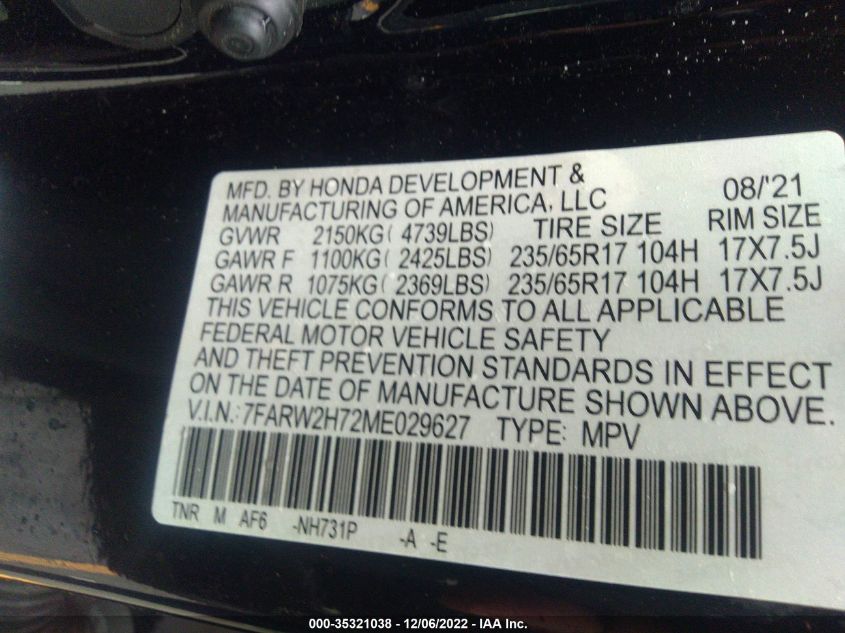 MFD. BY HONDA DEVELOPMENT & 08/'21
MANUFACTURING OF AMERICA, LLC
GVWR 2150KG( 4739LBS) TIRE SIZE RIM SIZE
GAWR F 1100KG( 2425LBS) 235/65R17 104H 17X7.5J
GAWR R 1075KG( 2369LBS) 235/65R17 104H 17X7.5J
THIS VEHICLE CONFORMS TO ALL APPLICABLE
FEDERAL MOTOR VEHICLE SAFETY
AND THEFT PREVENTION STANDARDS IN EFFECT
ON THE DATE OF MANUFACTURE SHOWN ABOVE.
V.I.N.: 7FARW2H72ME029627 TYPE: MPV
TNR M AF6 -NH731P -A -E
000-35321038 - 12/06/2022 - IAA Inc.